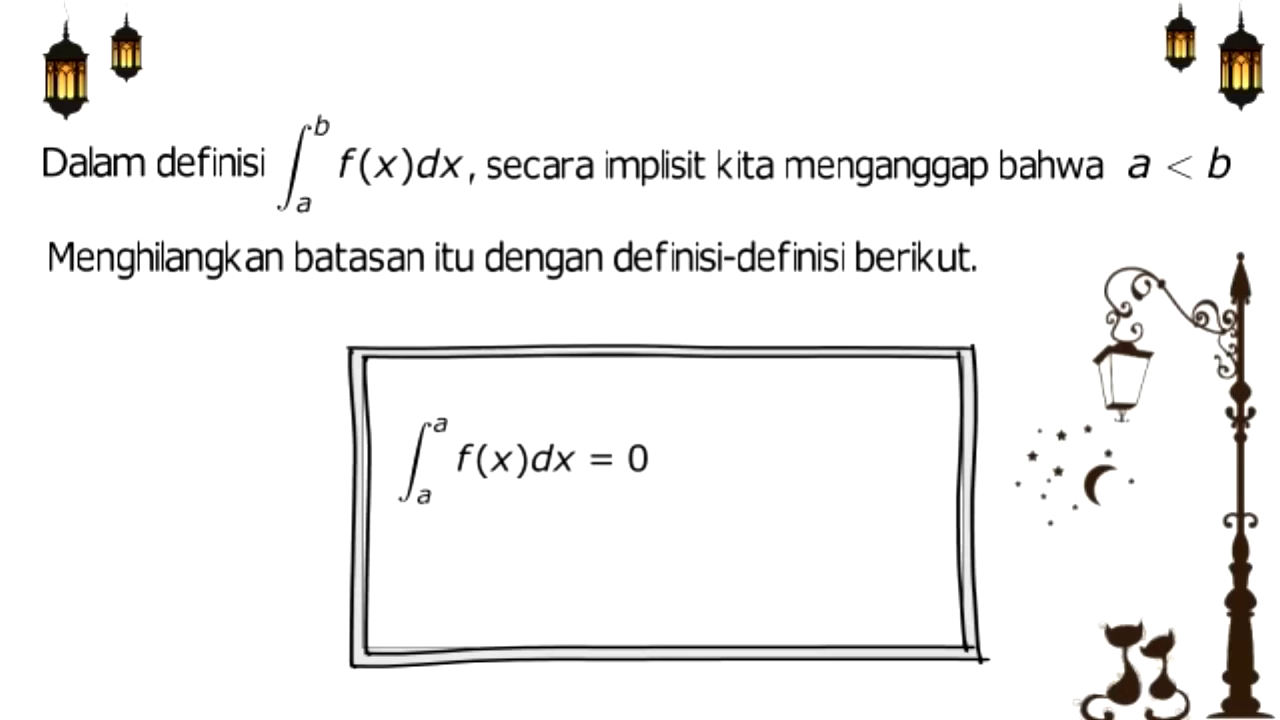 Dalam definisi ∫_a^b f(x)dx, secara implisit kita menganggap bahwa a < b
Menghilangkan batasan itu dengan definisi-definisi berikut.
∫_a^a f(x)dx = 0